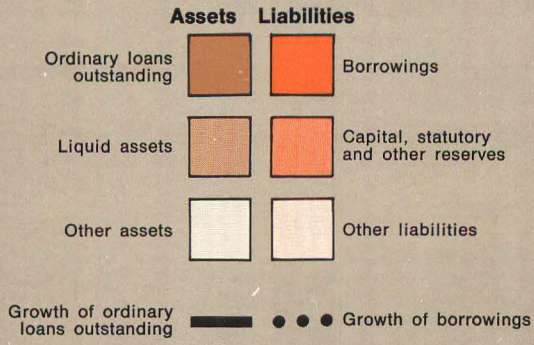 Assets Liabilities
Ordinary loans
outstanding
Borrowings
Liquid assets
Capital, statutory
and other reserves
Other assets
Other liabilities
Growth of ordinary
loans outstanding
Growth of borrowings